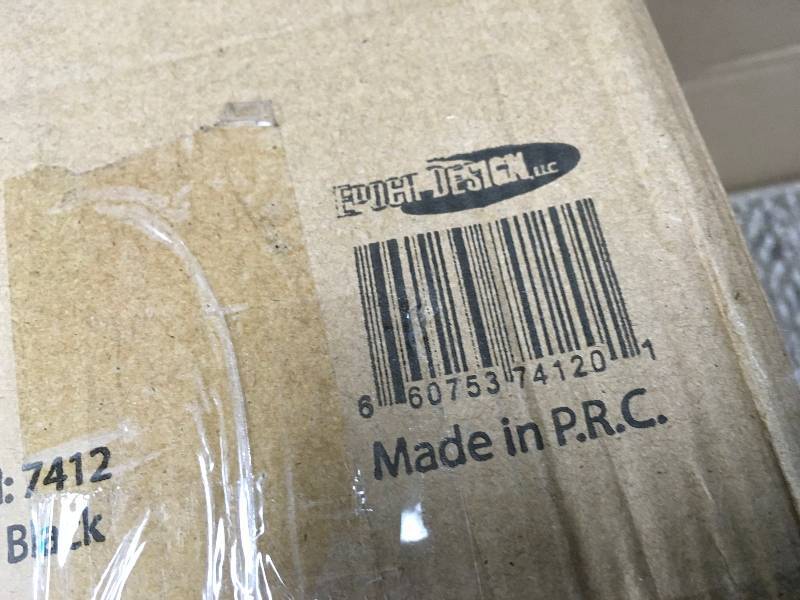 EPOCH DESIGN, LLC
6 60753 74120 1
Made in P.R.C.
: 7412
Black